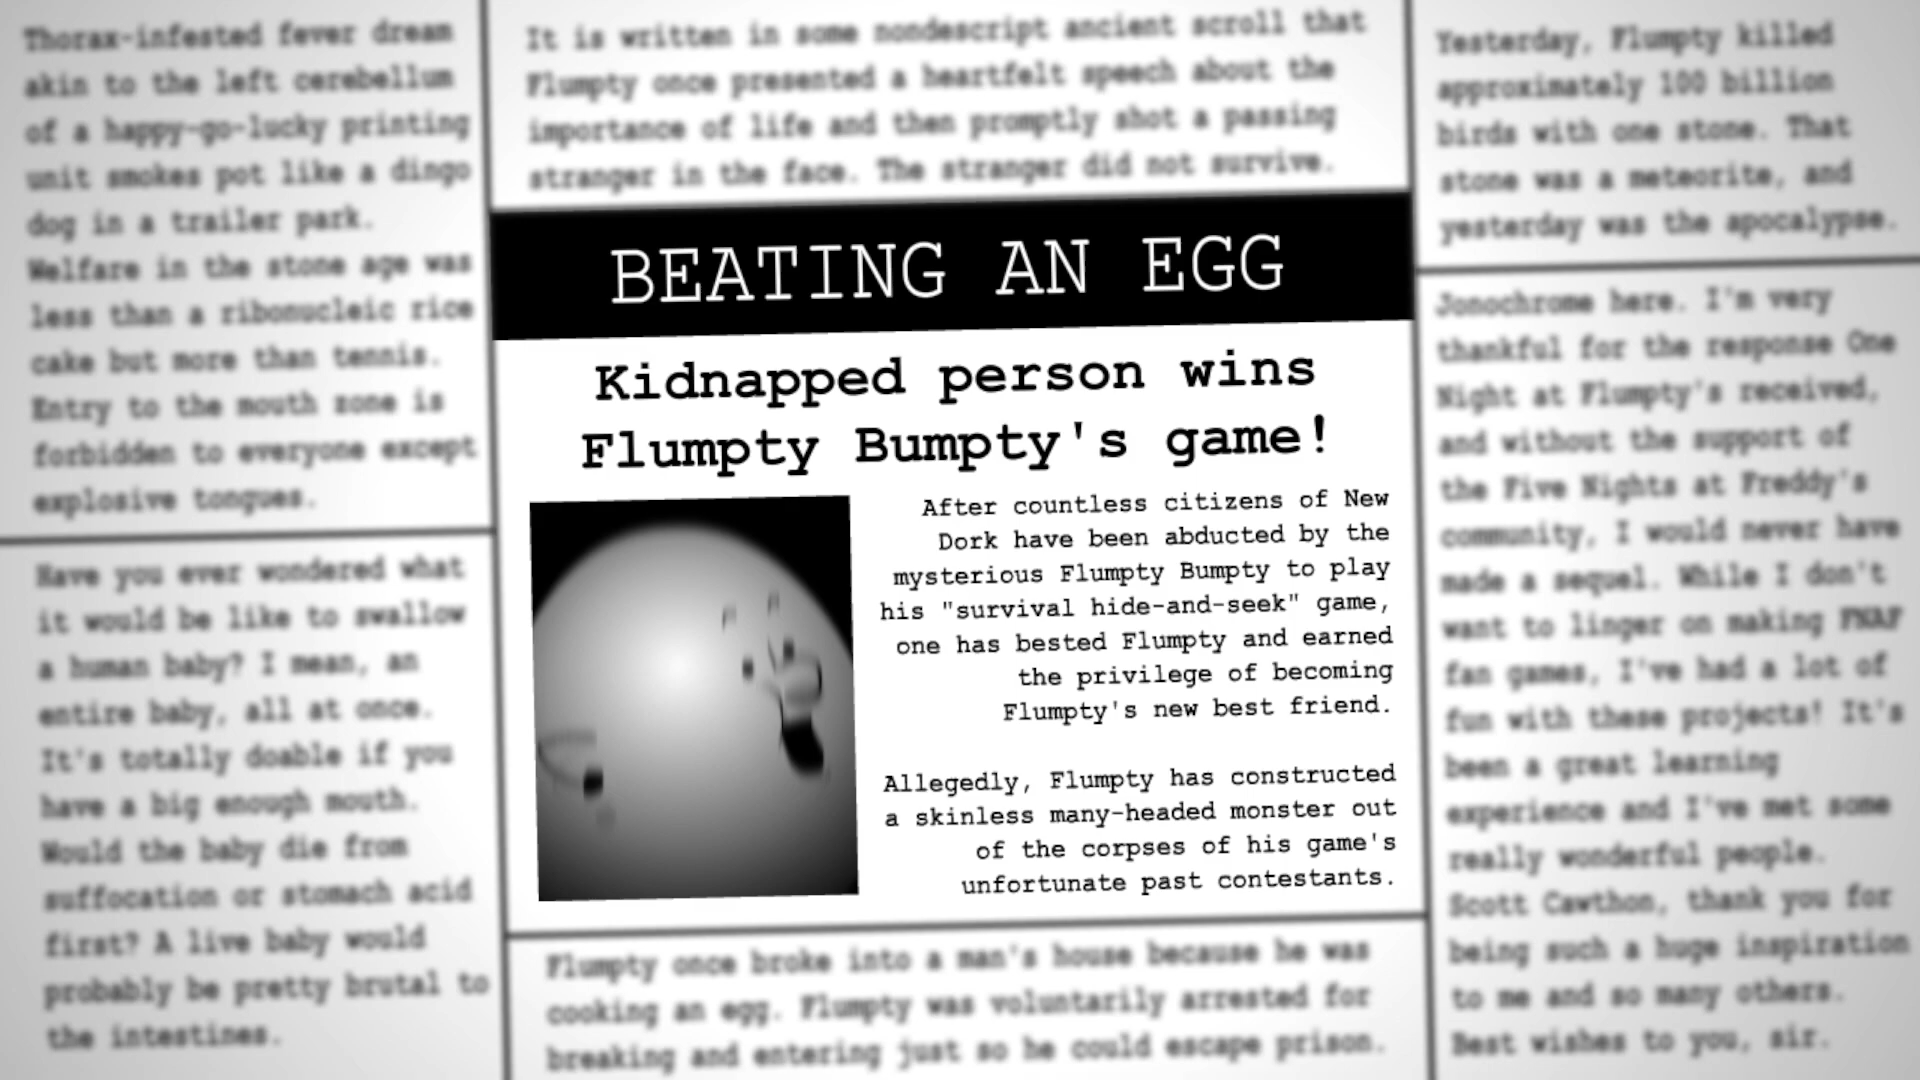 Thorax-infested fever dream
akin to the left cerebellum
of a happy-go-lucky printing
unit smokes pot like a dingo
dog in a trailer park.
Welfare in the stone age was
less than a ribonucleic rice
cake but more than tennis.
Entry to the mouth zone is
forbidden to everyone except
explosive tongues.
Have you ever wondered what
it would be like to swallow
a human baby? I mean, an
entire baby, all at once.
It's totally doable if you
have a big enough mouth.
Would the baby die from
suffocation or stomach acid
first? A live baby would
probably be pretty brutal to
the intestines.
It is written in some nondescript ancient scroll that
Flumpty once presented a heartfelt speech about the
importance of life and then promptly shot a passing
stranger in the face. The stranger did not survive.
BEATING AN EGG
Kidnapped person wins
Flumpty Bumpty's game!
After countless citizens of New
Dork have been abducted by the
mysterious Flumpty Bumpty to play
his "survival hide-and-seek" game,
one has bested Flumpty and earned
the privilege of becoming
Flumpty's new best friend.
Allegedly, Flumpty has constructed
a skinless many-headed monster out
of the corpses of his game's
unfortunate past contestants.
Flumpty once broke into a man's house because he was
cooking an egg. Flumpty was voluntarily arrested for
breaking and entering just so he could escape prison.
Yesterday, Flumpty killed
approximately 100 billion
birds with one stone. That
stone was a meteorite, and
yesterday was the apocalypse.
Jonochrome here. I'm very
thankful for the response One
Night at Flumpty's received,
and without the support of
the Five Nights at Freddy's
community, I would never have
made a sequel. While I don't
want to linger on making FNAF
fan games, I've had a lot of
fun with these projects! It's
been a great learning
experience and I've met some
really wonderful people.
Scott Cawthon, thank you for
being such a huge inspiration
to me and so many others.
Best wishes to you, sir.